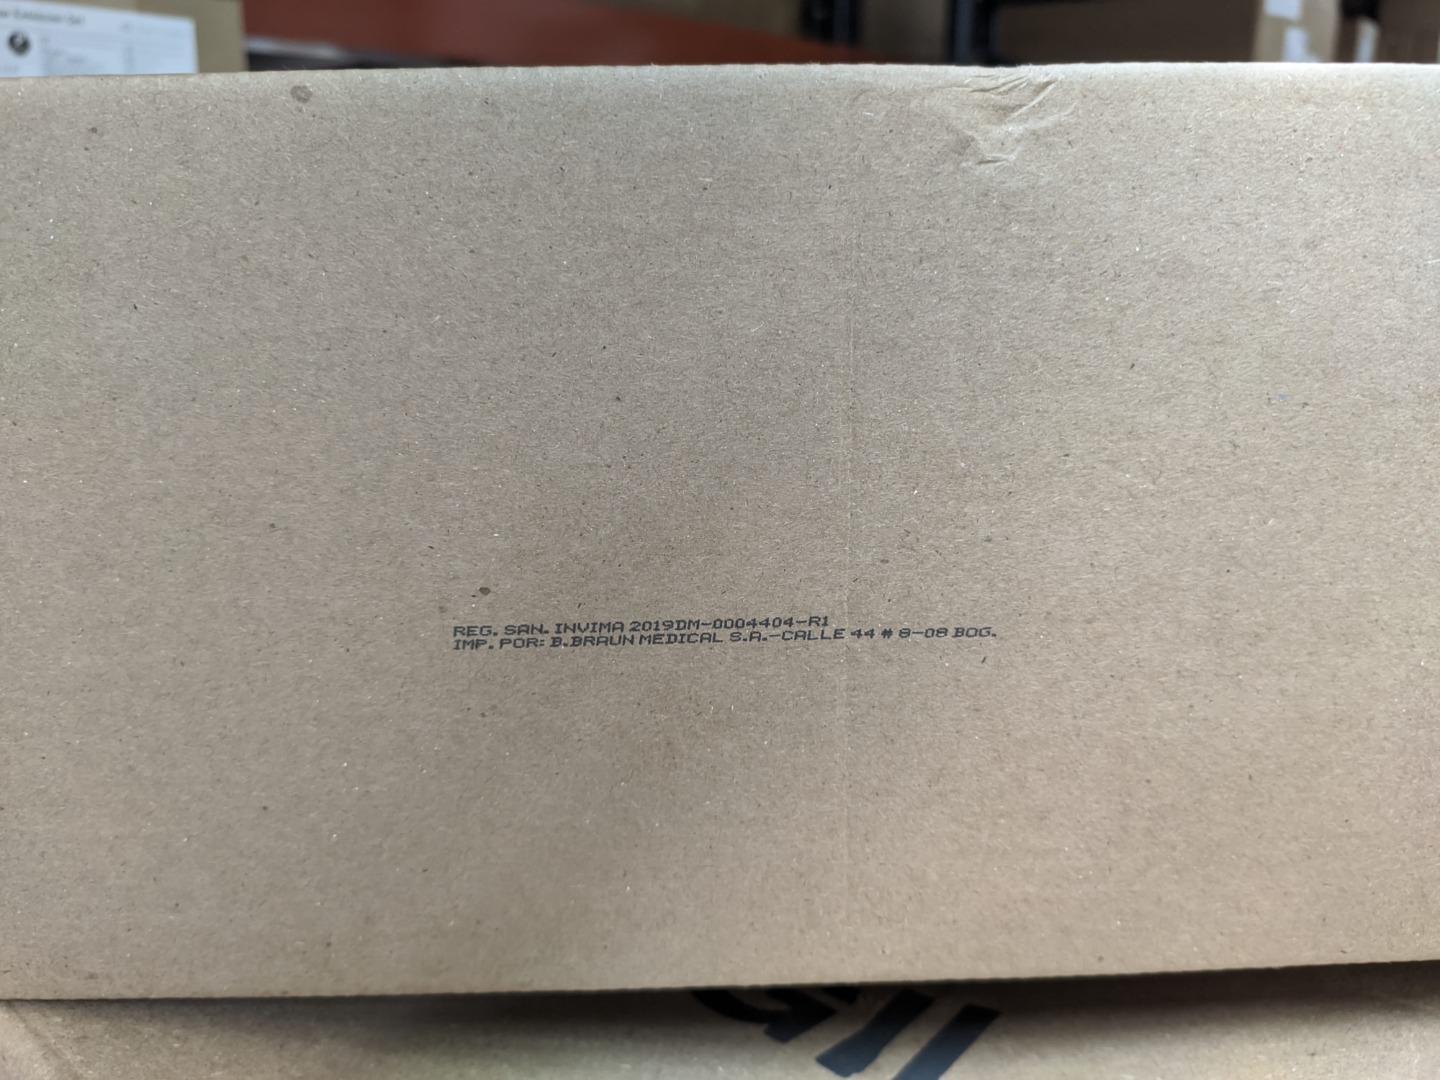 REG. SAN. INVIMA 2019DM-0004404-R1
IMP. POR: B.BRAUN MEDICAL S.A.-CALLE 44 # 8-08 BOG.